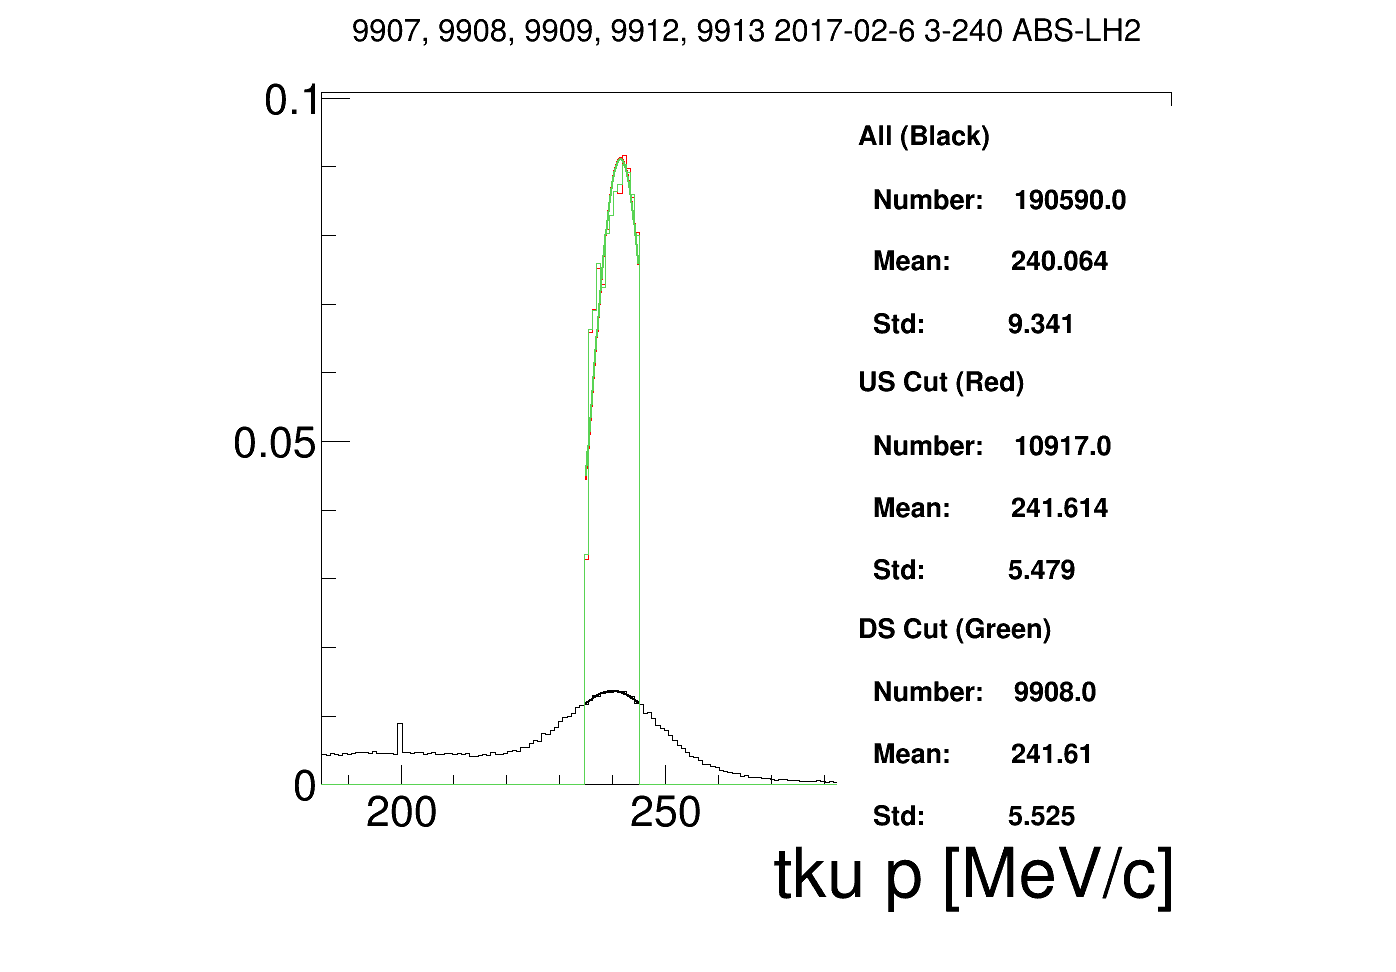 9907, 9908, 9909, 9912, 9913 2017-02-6 3-240 ABS-LH2
0.1
0.05
0
200 250
All (Black)
Number: 190590.0
Mean: 240.064
Std: 9.341
US Cut (Red)
Number: 10917.0
Mean: 241.614
Std: 5.479
DS Cut (Green)
Number: 9908.0
Mean: 241.61
Std: 5.525
tku p [MeV/c]